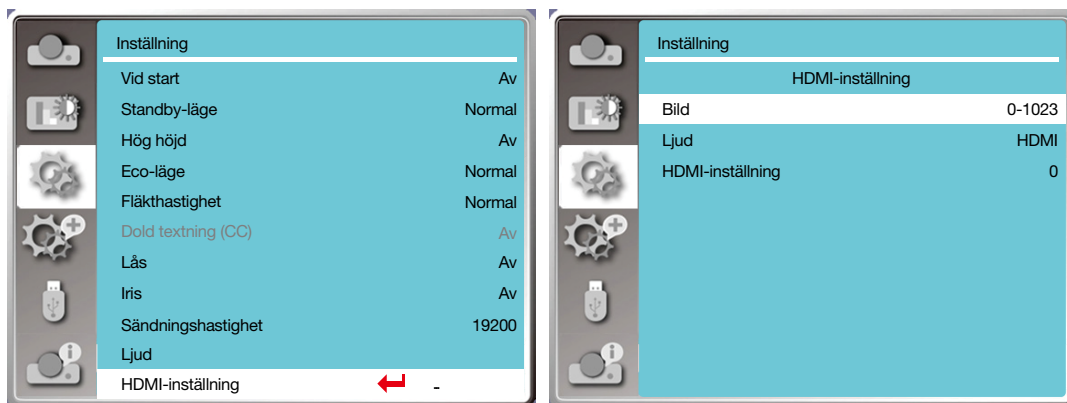 Inställning
Vid start Av
Standby-läge Normal
Hög höjd Av
Eco-läge Normal
Fläkthastighet Normal
Dold textning (CC) Av
Lås Av
Iris Av
Sändningshastighet 19200
Ljud
HDMI-inställning -
Inställning
HDMI-inställning
Bild 0-1023
Ljud HDMI
HDMI-inställning 0